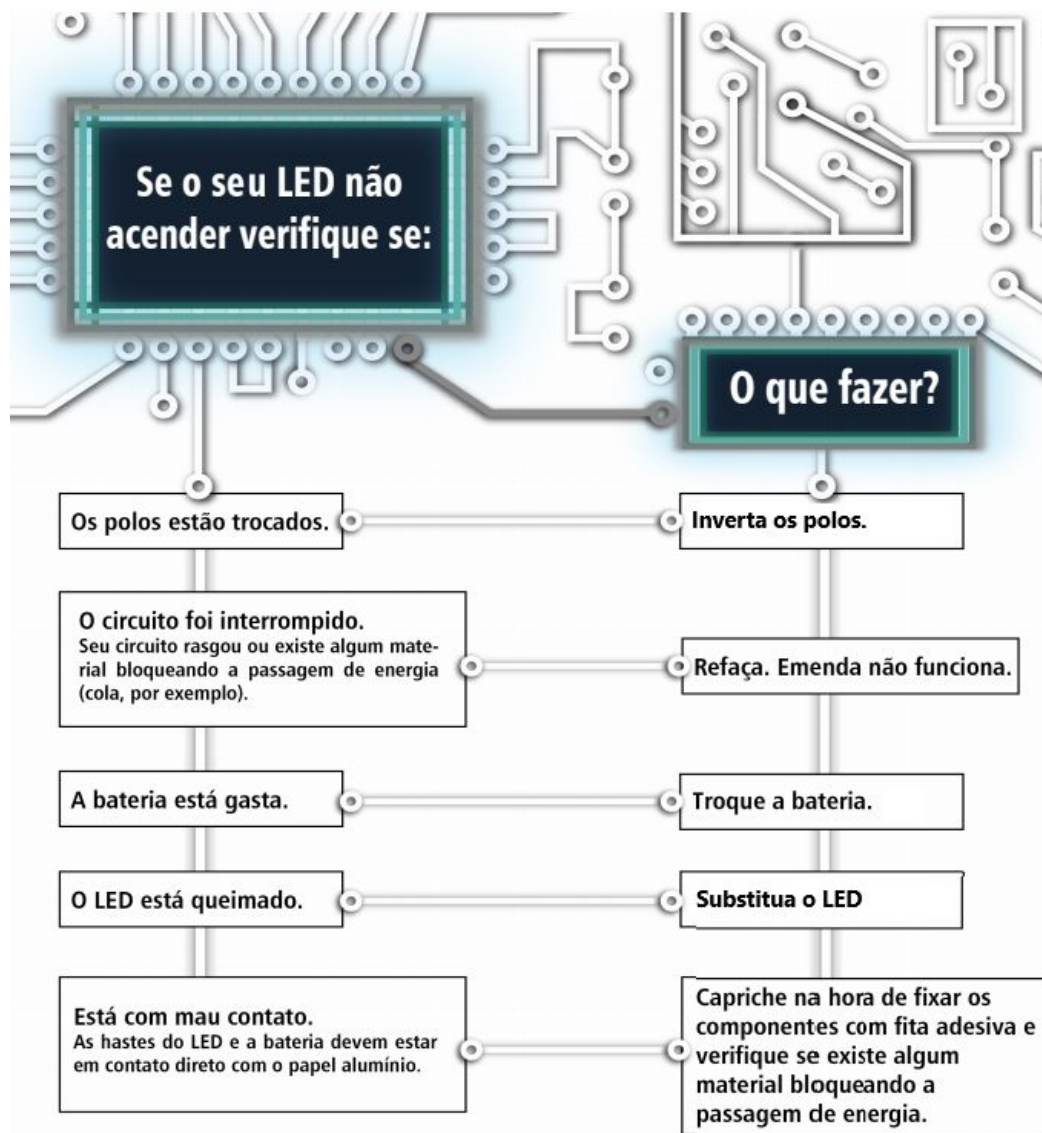 Se o seu LED não
acender verifique se:
O que fazer?
Os polos estão trocados.
Inverta os polos.
O circuito foi interrompido.
Seu circuito rasgou ou existe algum mate-
rial bloqueando a passagem de energia
(cola, por exemplo).
Refaça. Emenda não funciona.
A bateria está gasta.
Troque a bateria.
O LED está queimado.
Substitua o LED
Está com mau contato.
As hastes do LED e a bateria devem estar
em contato direto com o papel alumínio.
Capriche na hora de fixar os
componentes com fita adesiva e
verifique se existe algum
material bloqueando a
passagem de energia.